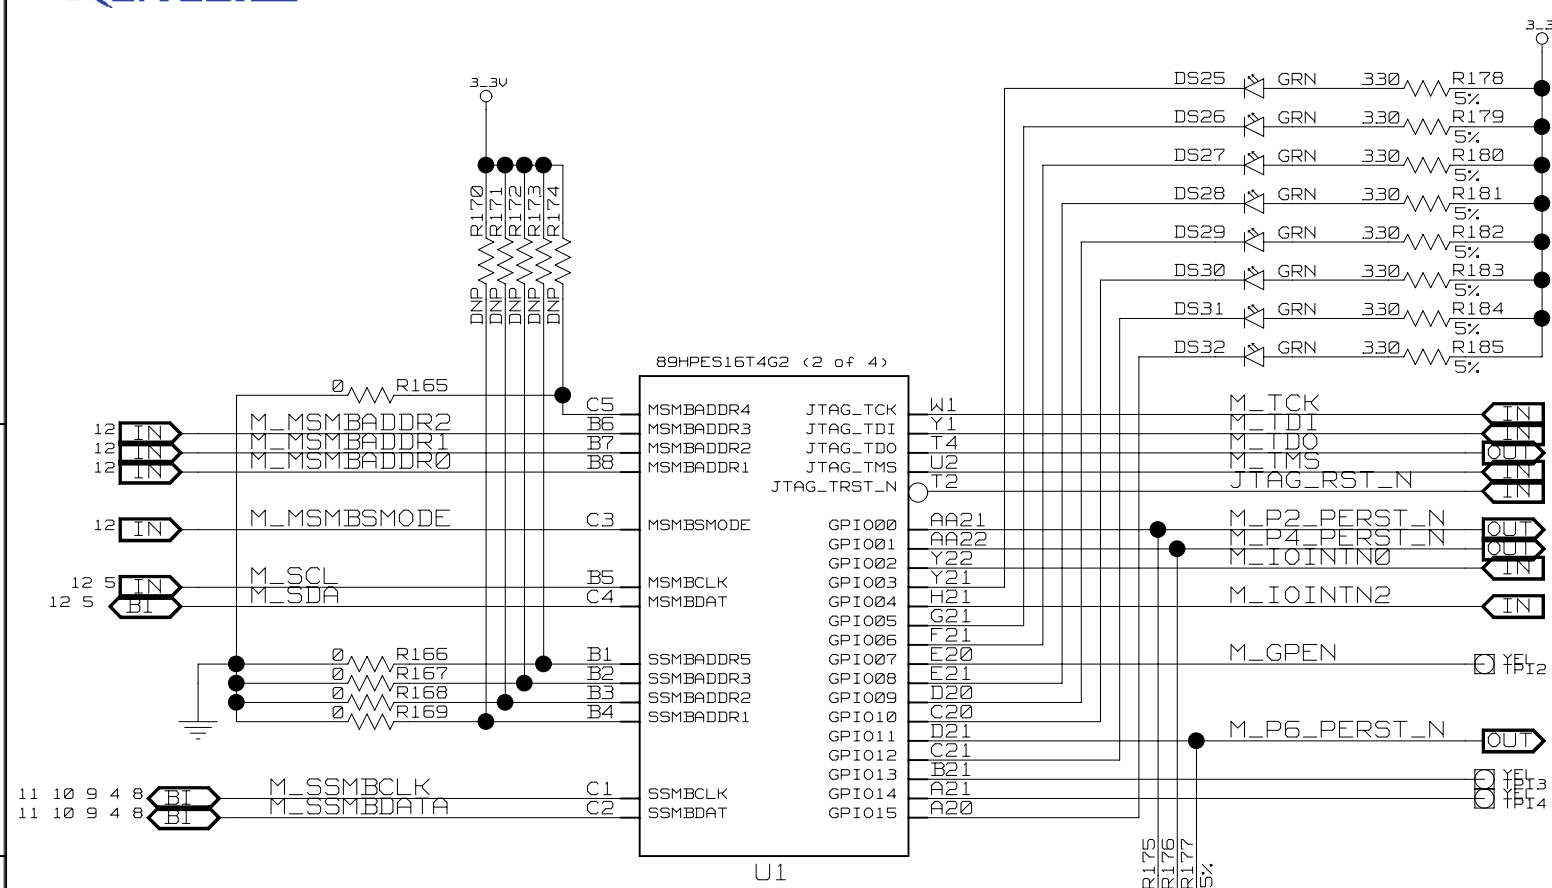 3_3V
DS25 GRN 330 R178
5%
DS26 GRN 330 R179
5%
DS27 GRN 330 R180
5%
DS28 GRN 330 R181
5%
DS29 GRN 330 R182
5%
DS30 GRN 330 R183
5%
DS31 GRN 330 R184
5%
DS32 GRN 330 R185
5%
R170
R171
R172
R173
R174
DNP
DNP
DNP
DNP
DNP
89HPES16T4G2 (2 of 4)
0 R165
C5 MSMBADDR4
12 IN M_MSMBADDR2 B6 MSMBADDR3
12 IN M_MSMBADDR1 B7 MSMBADDR2
12 IN M_MSMBADDR0 B8 MSMBADDR1
12 IN M_MSMBSMODE C3 MSMBSMODE
12 5 IN M_SCL B5 MSMBCLK
12 5 BI M_SDA C4 MSMBDAT
0 R166 B1 SSMBADDR5
0 R167 B2 SSMBADDR3
0 R168 B3 SSMBADDR2
0 R169 B4 SSMBADDR1
11 10 9 4 8 BI M_SSMBCLK C1 SSMBCLK
11 10 9 4 8 BI M_SSMBDATA C2 SSMBDAT
JTAG_TCK W1 M_TCK IN
JTAG_TDI Y1 M_TDI IN
JTAG_TDO T4 M_TDO OUT
JTAG_TMS U2 M_TMS IN
JTAG_TRST_N T2 JTAG_RST_N IN
GPIO00 AA21 M_P2_PERST_N OUT
GPIO01 AA22 M_P4_PERST_N OUT
GPIO02 Y22 M_IOINTN0 IN
GPIO03 Y21
GPIO04 H21 M_IOINTN2 IN
GPIO05 G21
GPIO06 F21
GPIO07 E20 M_GPEN YEL TPI2
GPIO08 E21
GPIO09 D20
GPIO10 C20
GPIO11 D21 M_P6_PERST_N OUT
GPIO12 C21
GPIO13 B21 YEL TPI3
GPIO14 A21 YEL TPI4
GPIO15 A20
R175
R176
R177
5%
U1